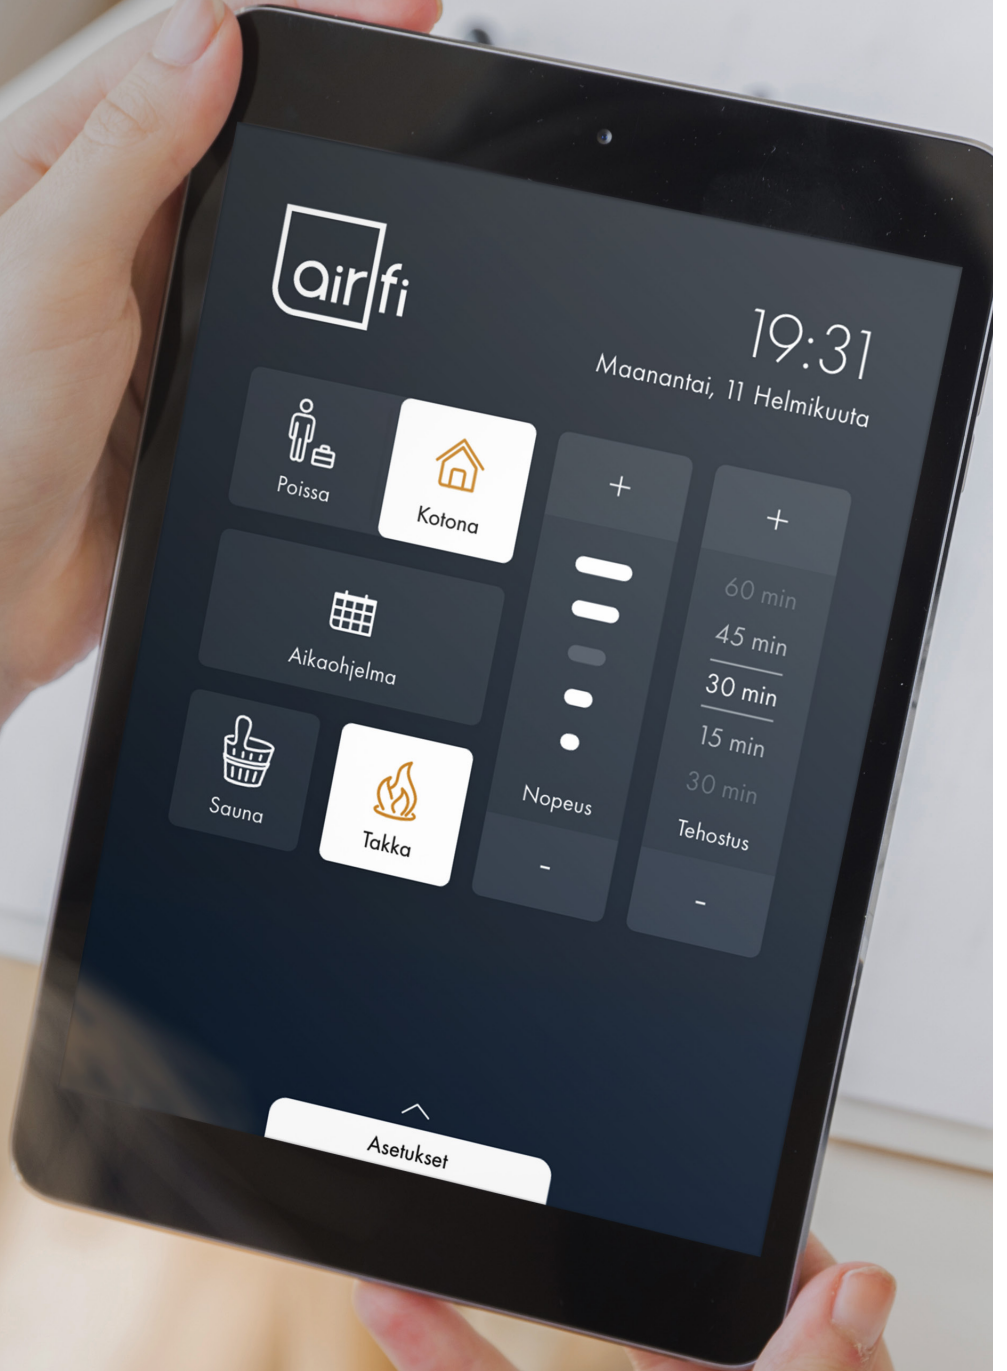 airfi
19:31
Maanantai, 11 Helmikuuta
Poissa
Kotona
Aikaohjelma
Sauna
Takka
+
Nopeus
-
+
60 min
45 min
30 min
15 min
30 min
Tehostus
-
Asetukset